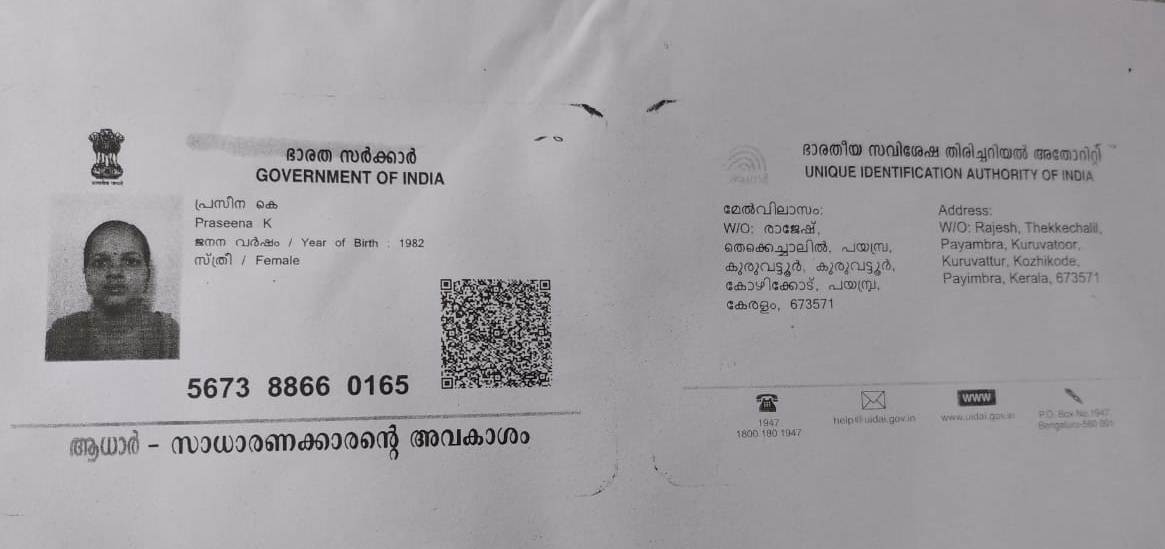 ഭാരത സർക്കാർ
GOVERNMENT OF INDIA
പ്രസീന കെ
Praseena K
ജനന വർഷം / Year of Birth : 1982
സ്ത്രീ / Female
5673 8866 0165
ആധാർ - സാധാരണക്കാരന്റെ അവകാശം
ഭാരതീയ സവിശേഷ തിരിച്ചറിയൽ അതോറിറ്റി
UNIQUE IDENTIFICATION AUTHORITY OF INDIA
മേൽവിലാസം:
W/O: രാജേഷ്,
തെക്കെച്ചാലിൽ, പയമ്പ്ര,
കുരുവട്ടൂർ, കുരുവട്ടൂർ,
കോഴിക്കോട്, പയമ്പ്ര,
കേരളം, 673571
Address:
W/O: Rajesh, Thekkechalil,
Payambra, Kuruvatoor,
Kuruvattur, Kozhikode,
Payimbra, Kerala, 673571
1947
1800 180 1947
help@uidai.gov.in
WWW
www.uidai.gov.in
P.O. Box No.1947,
Bengaluru-560 001